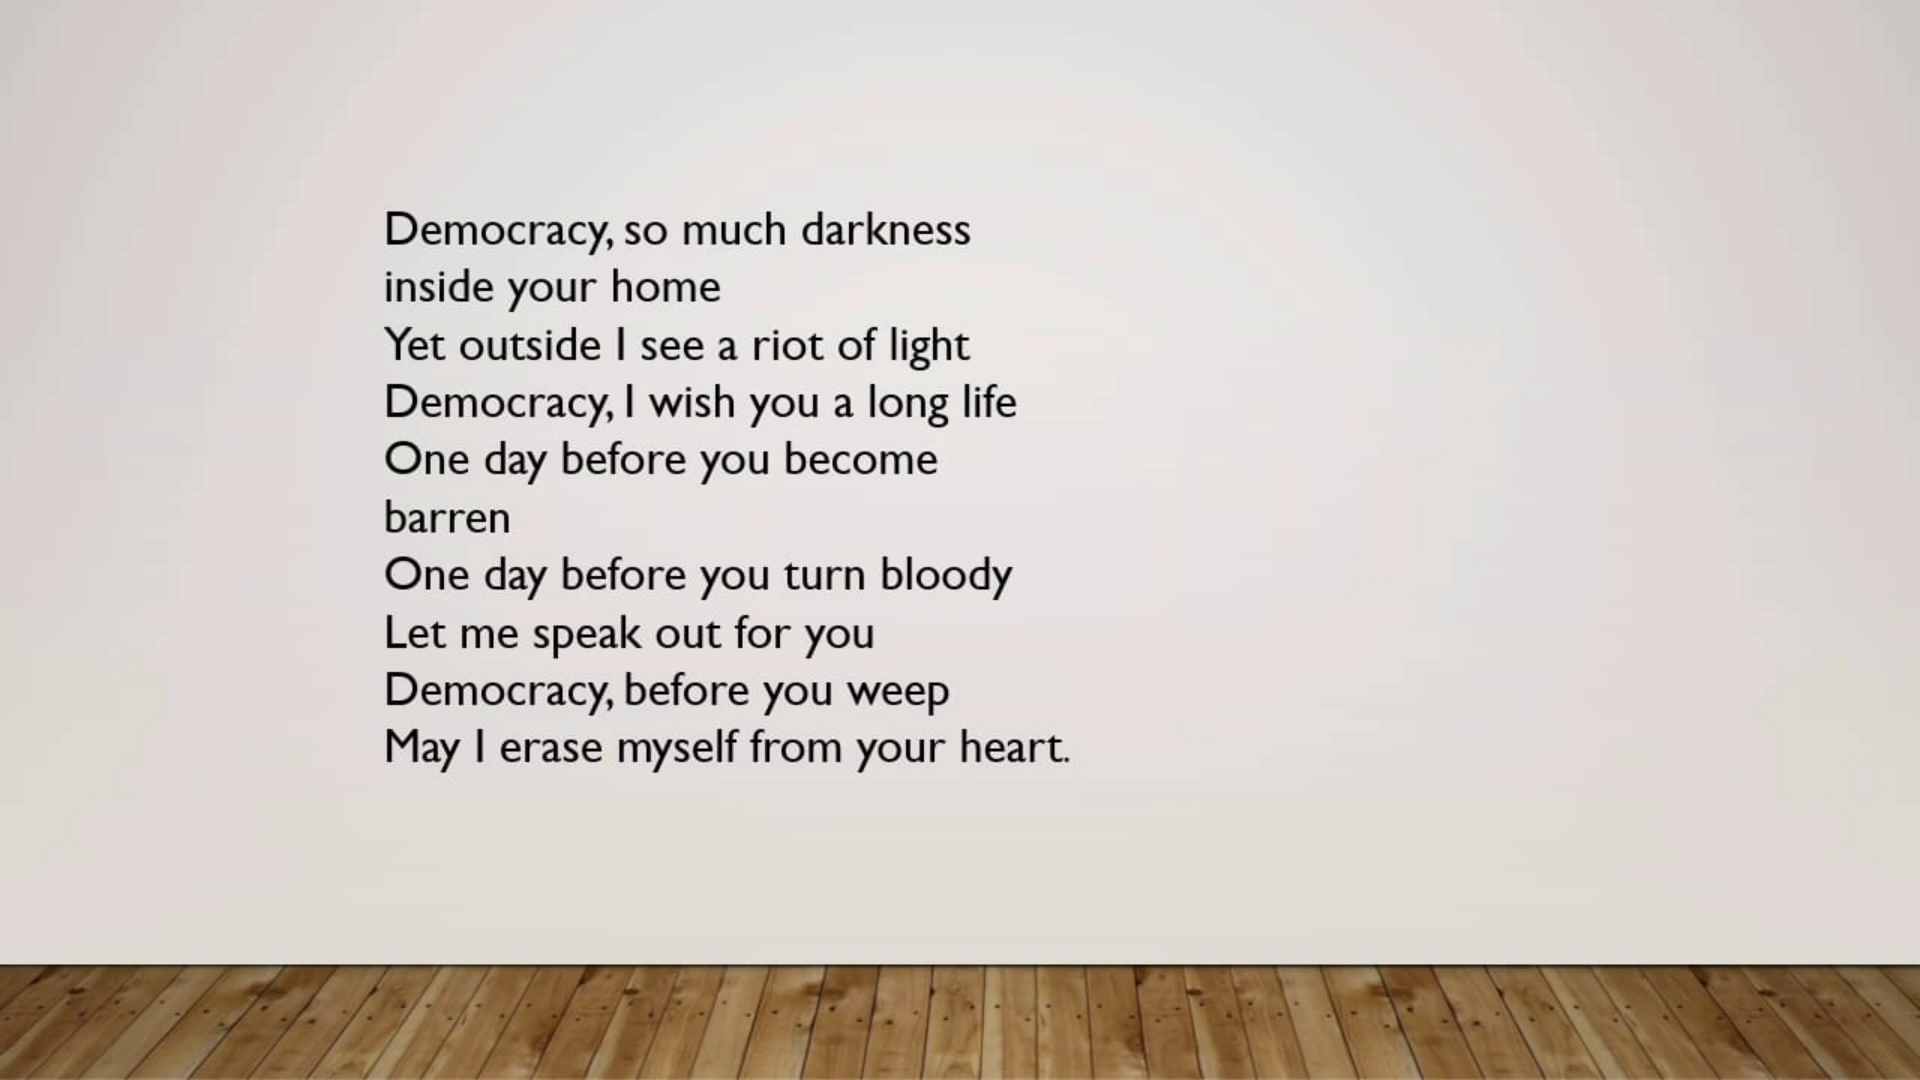 Democracy, so much darkness
inside your home
Yet outside I see a riot of light
Democracy, I wish you a long life
One day before you become
barren
One day before you turn bloody
Let me speak out for you
Democracy, before you weep
May I erase myself from your heart.